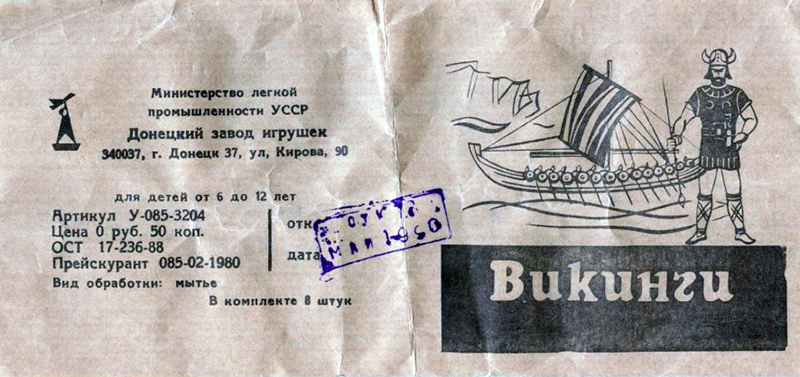 Министерство легкой
промышленности УССР
Донецкий завод игрушек
340037, г. Донецк 37, ул, Кирова, 90
для детей от 6 до 12 лет
Артикул У-085-3204
Цена 0 руб. 50 коп.
ОСТ 17-236-88
Прейскурант 085-02-1980
Вид обработки: мытье
В комплекте 8 штук
отк
дата
Викинги